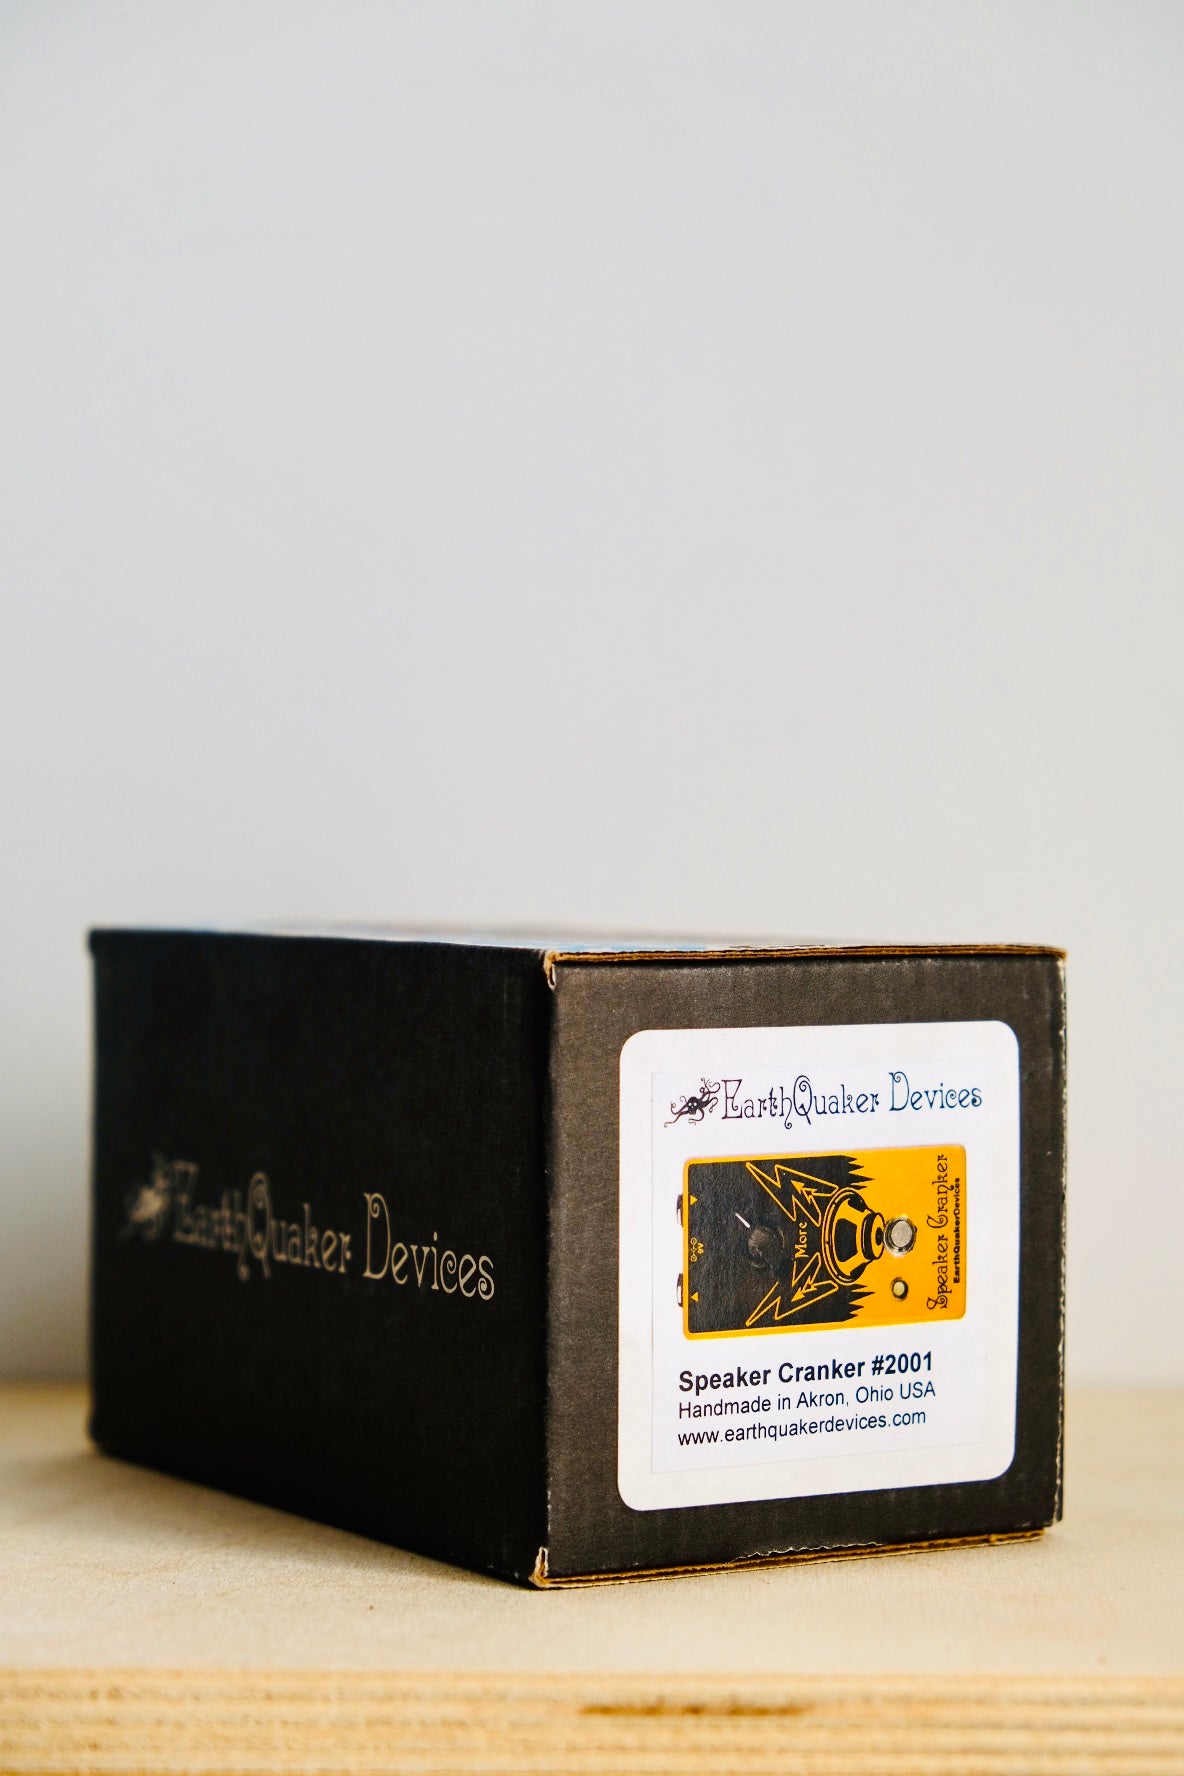 EarthQuaker Devices
EarthQuaker Devices
9V
More
Speaker Cranker
EarthQuakerDevices
Speaker Cranker #2001
Handmade in Akron, Ohio USA
www.earthquakerdevices.com